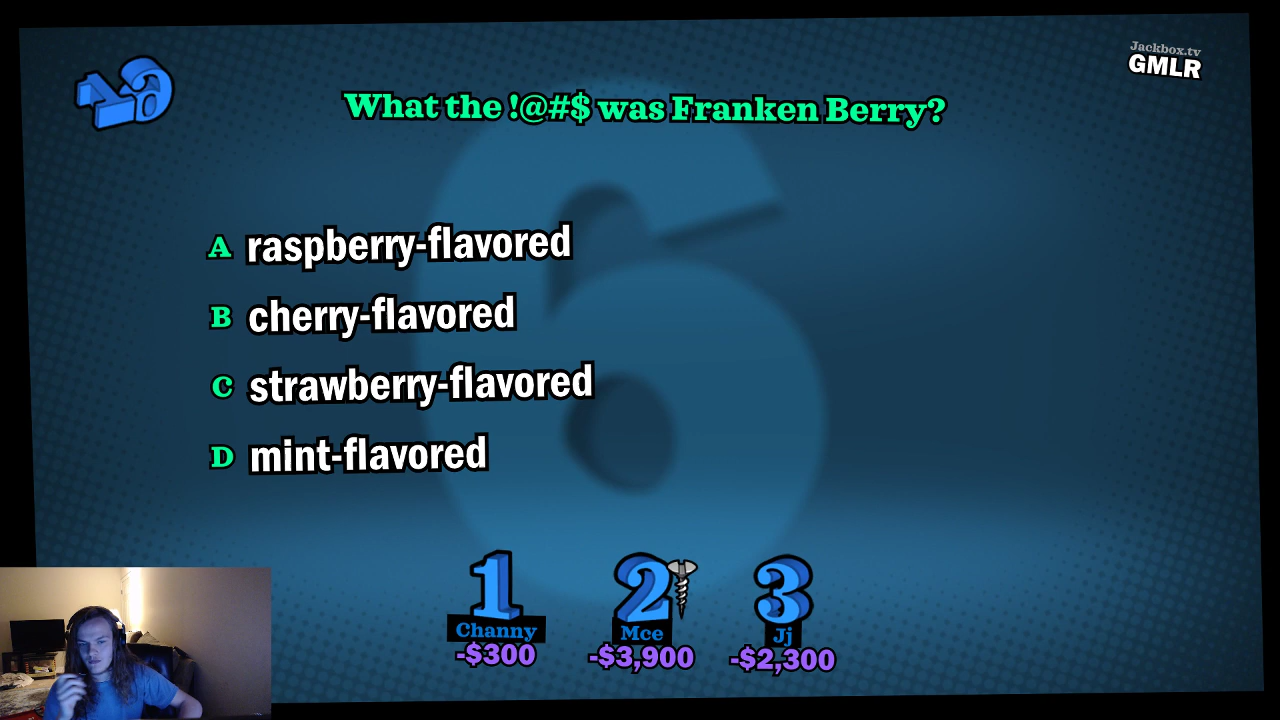 Jackbox.tv
GMLR
What the !@#$ was Franken Berry?
A raspberry-flavored
B cherry-flavored
C strawberry-flavored
D mint-flavored
6
1 2 3
Channy Mce Jj
-$300 -$3,900 -$2,300